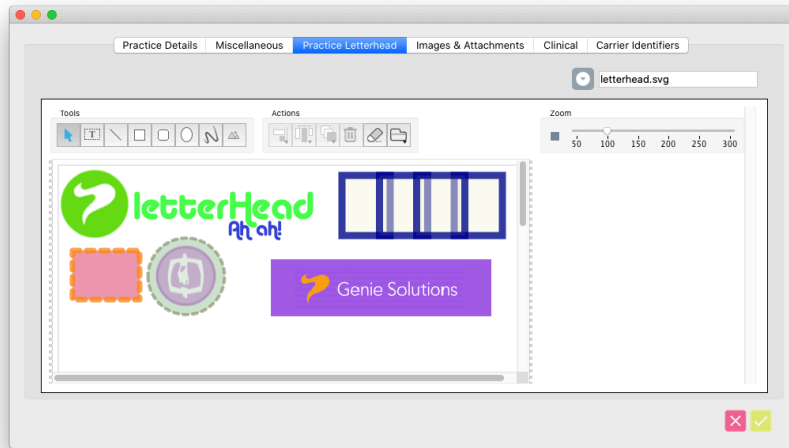 Practice Details Miscellaneous Practice Letterhead Images & Attachments Clinical Carrier Identifiers
letterhead.svg
Tools Actions Zoom
T
50 100 150 200 250 300
letterHead
Ah ah!
Genie Solutions